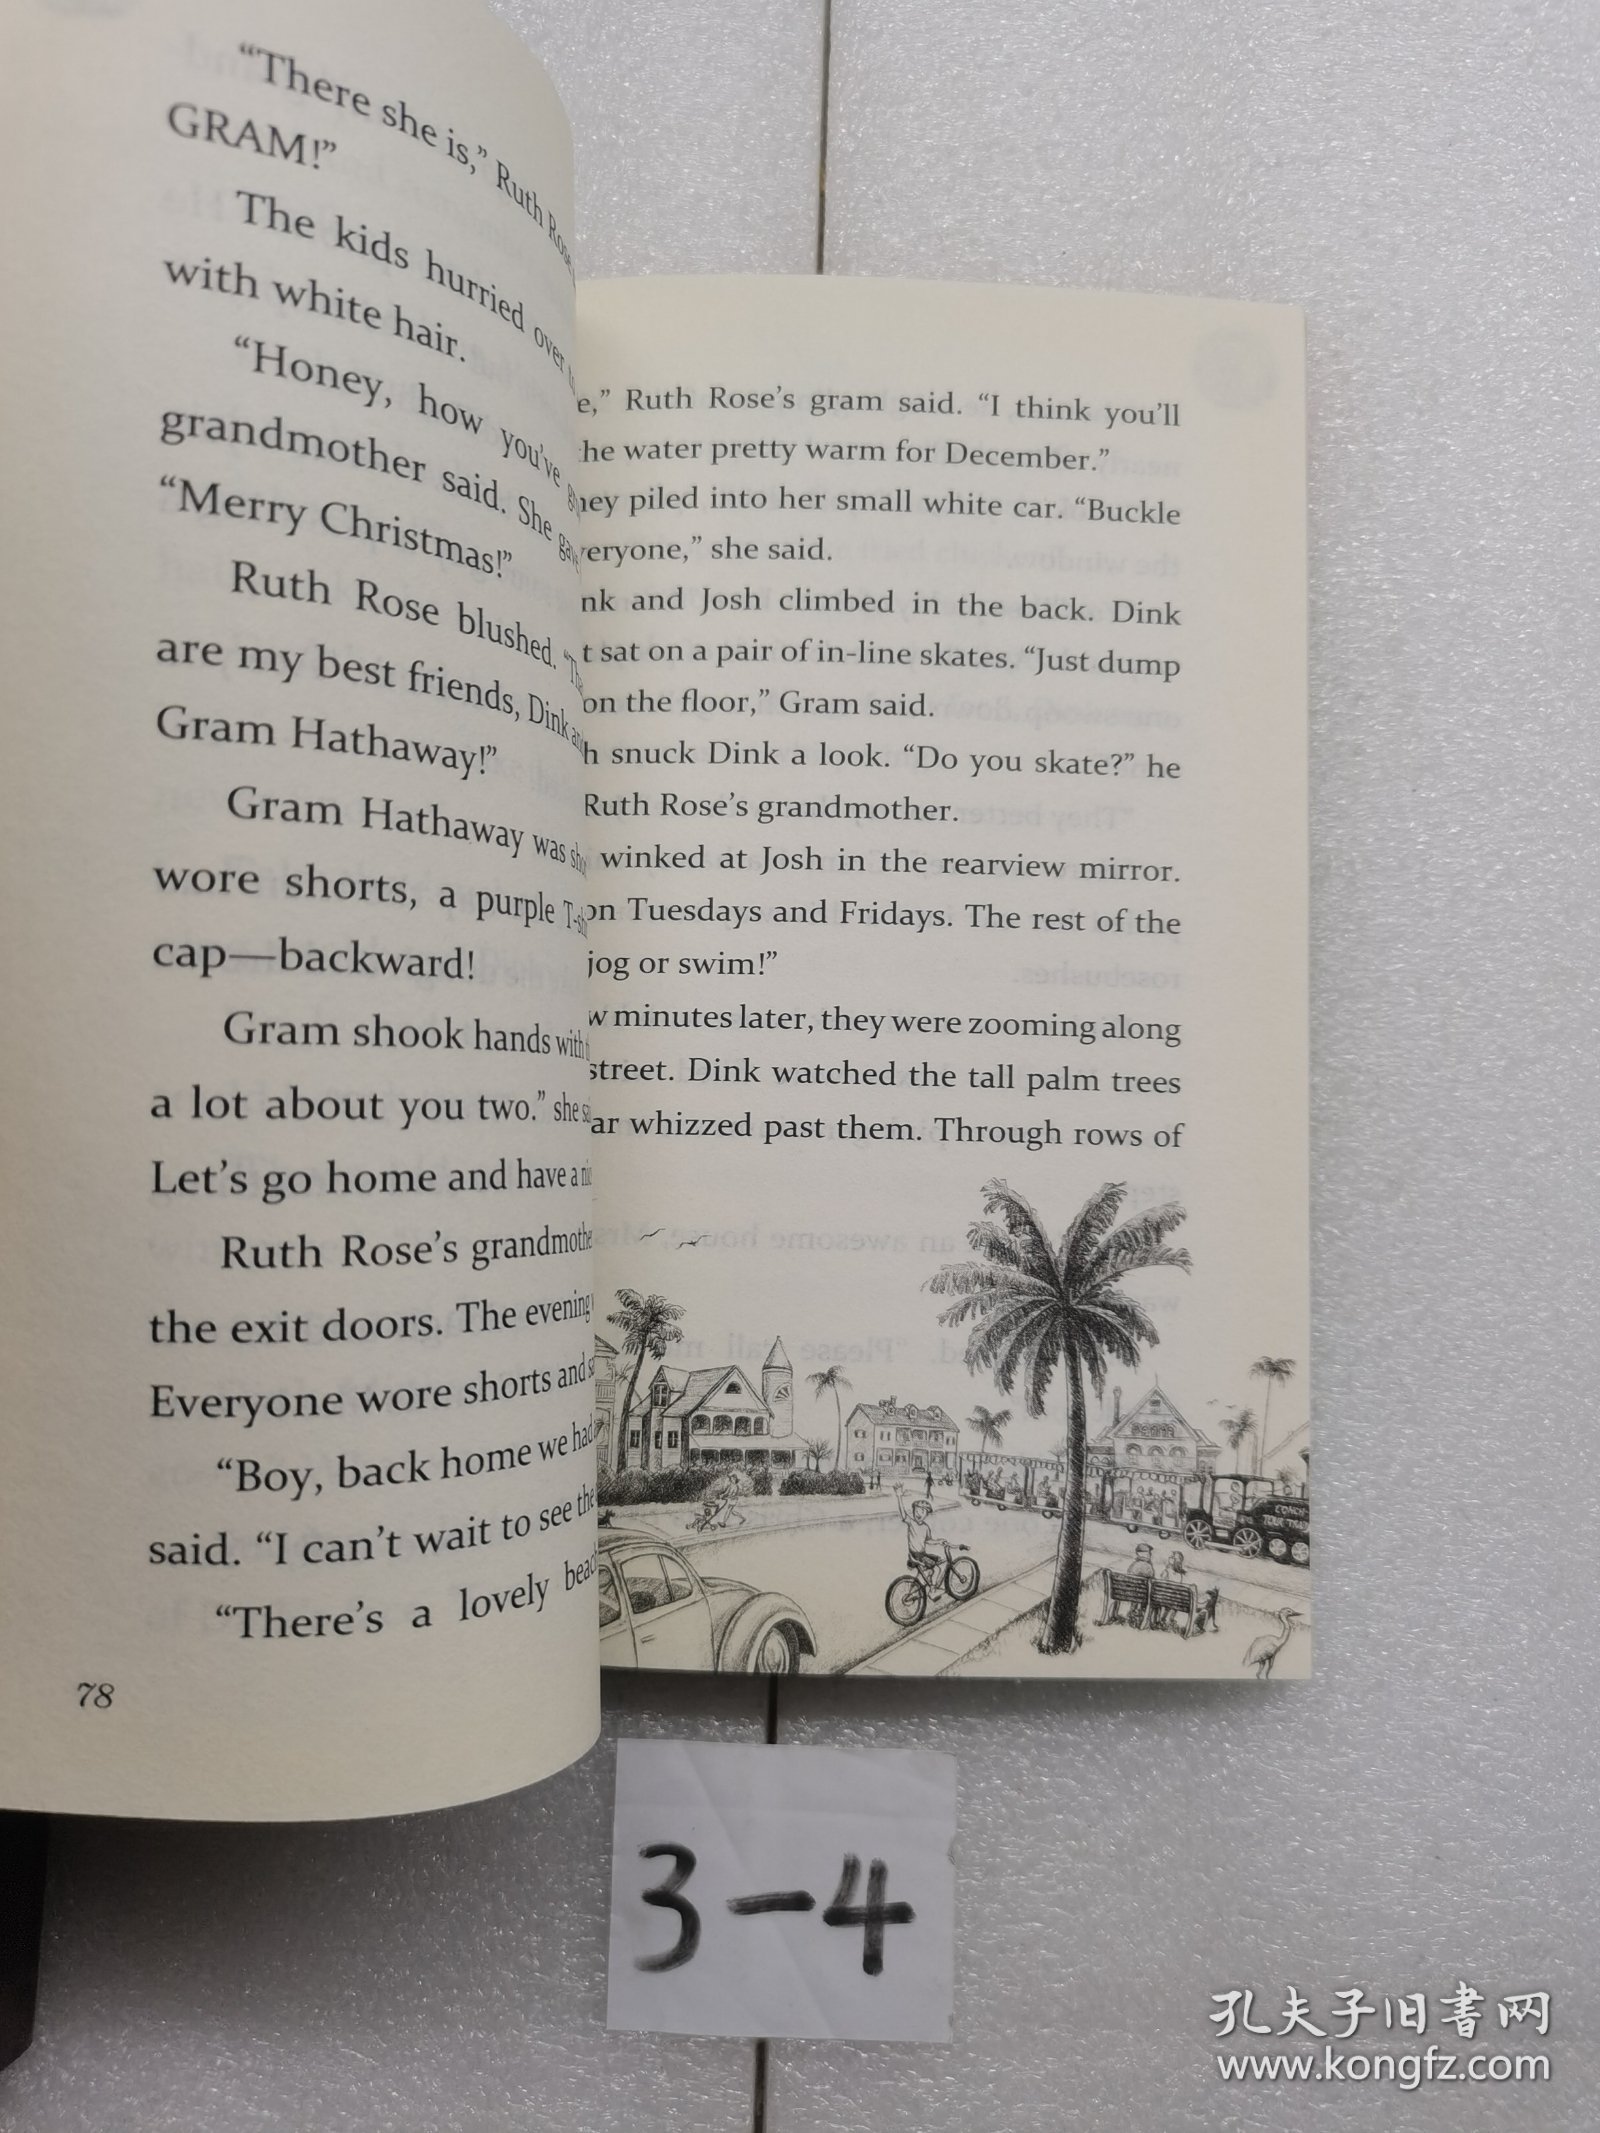 “There she is,” Ruth Rose
GRAM!”
The kids hurried over
with white hair.
“Honey, how you’ve
grandmother said. She gave
“Merry Christmas!”
Ruth Rose blushed.
are my best friends, Dink and
Gram Hathaway!”
Gram Hathaway was
wore shorts, a purple
cap—backward!
Gram shook hands with
a lot about you two.” she
Let’s go home and have a
Ruth Rose’s
the exit doors. The evening
Everyone wore shorts and
“Boy, back home we had
said. “I can’t wait to see the
“There’s a lovely
78
Ruth Rose’s gram said. “I think you’ll
water pretty warm for December.”
piled into her small white car. “Buckle
she said.
and Josh climbed in the back. Dink
sat on a pair of in-line skates. “Just dump
on the floor,” Gram said.
snuck Dink a look. “Do you skate?” he
Ruth Rose’s grandmother.
winked at Josh in the rearview mirror.
on Tuesdays and Fridays. The rest of the
jog or swim!”
minutes later, they were zooming along
street. Dink watched the tall palm trees
whizzed past them. Through rows of
CONCH
TOUR TRAIN
3-4
孔夫子旧书网
www.kongfz.com